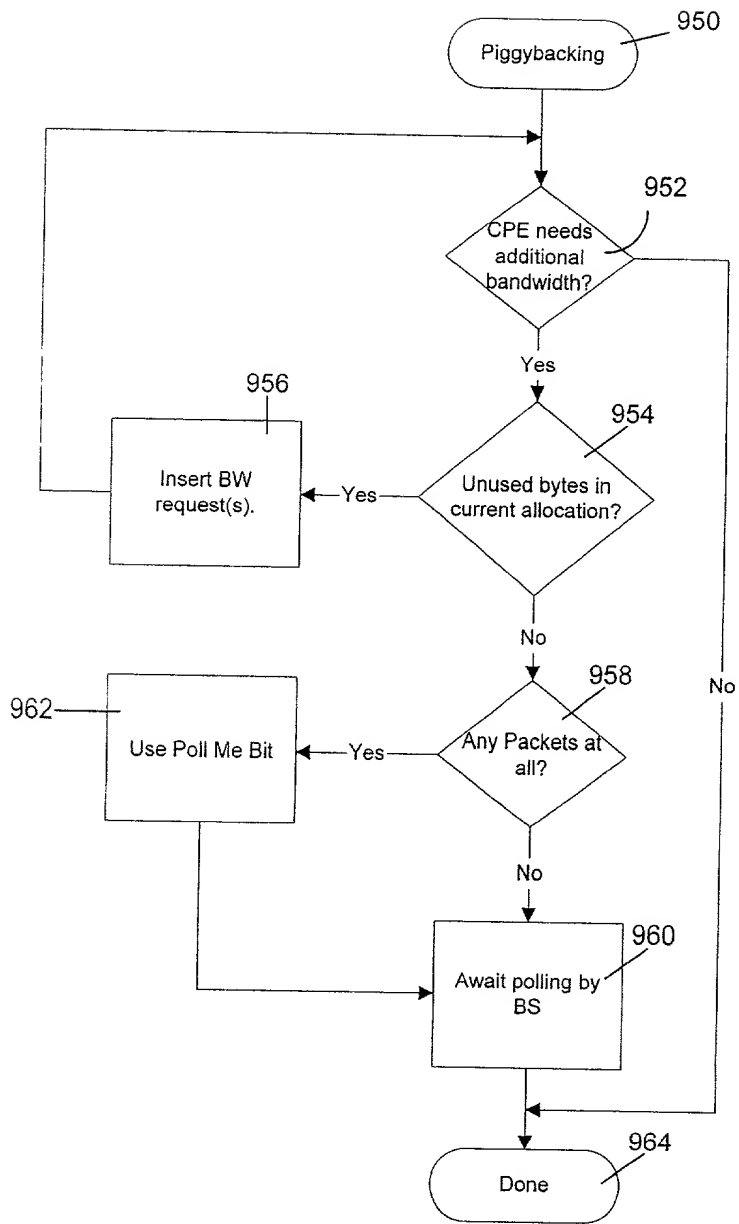 950
Piggybacking
952
CPE needs
additional
bandwidth?
Yes
956
954
Insert BW
request(s).
Yes
Unused bytes in
current allocation?
No
958
No
962
Use Poll Me Bit
Yes
Any Packets at
all?
No
960
Await polling by
BS
964
Done